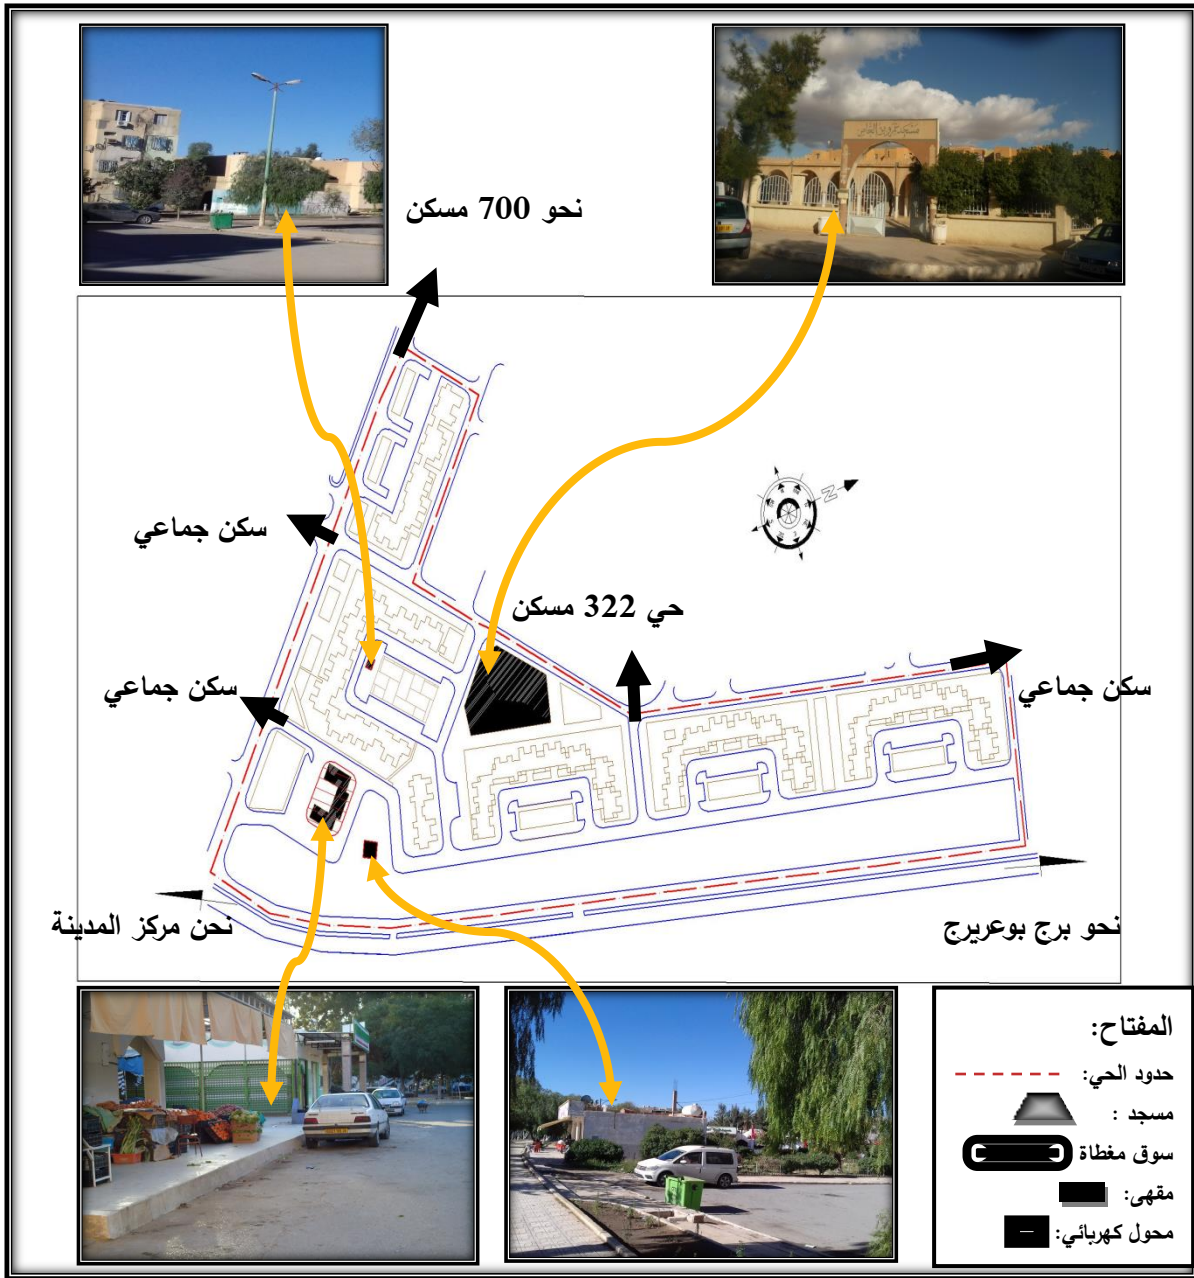 نحو 700 مسكن
سكن جماعي
حي 322 مسكن
سكن جماعي
سكن جماعي
N
نحن مركز المدينة
نحو برج بوعريريج
المفتاح:
حدود الحي:
مسجد :
سوق مغطاة
مقهى:
محول كهربائي: